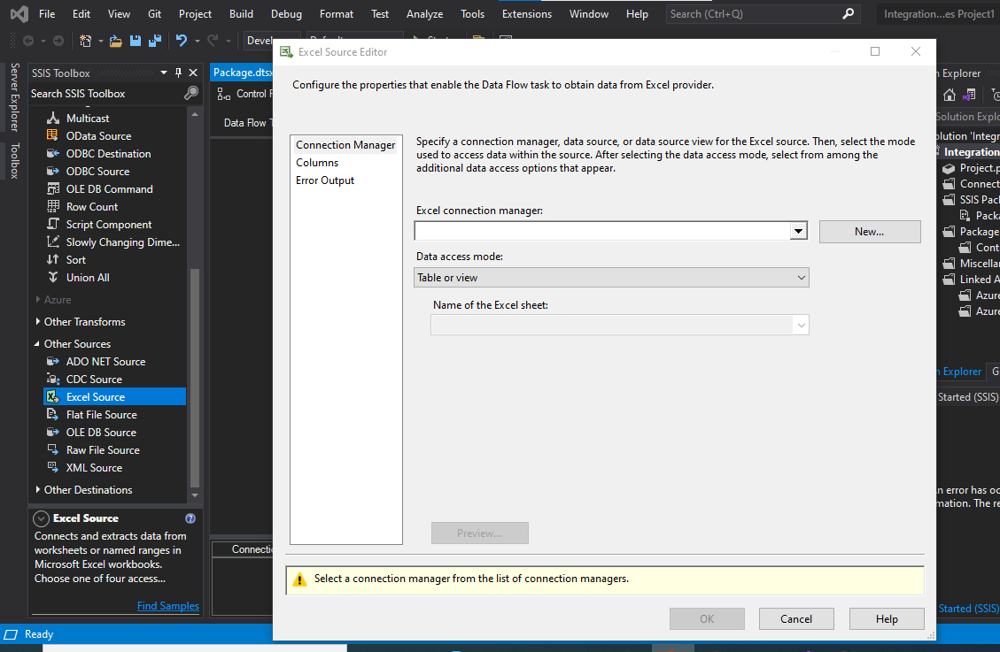 File Edit View Git Project Build Debug Format Test Analyze Tools Extensions Window Help Search (Ctrl+Q) Integration...es Project1
Devel
Server Explorer
Toolbox
SSIS Toolbox
Search SSIS Toolbox
Multicast
OData Source
ODBC Destination
ODBC Source
OLE DB Command
Row Count
Script Component
Slowly Changing Dime...
Sort
Union All
Azure
Other Transforms
Other Sources
ADO NET Source
CDC Source
Excel Source
Flat File Source
OLE DB Source
Raw File Source
XML Source
Other Destinations
Excel Source
Connects and extracts data from
worksheets or named ranges in
Microsoft Excel workbooks.
Choose one of four access...
Find Samples
Package.dtsx
Control F
Data Flow T
Connectio
Excel Source Editor
Configure the properties that enable the Data Flow task to obtain data from Excel provider.
Connection Manager
Columns
Error Output
Specify a connection manager, data source, or data source view for the Excel source. Then, select the mode
used to access data within the source. After selecting the data access mode, select from among the
additional data access options that appear.
Excel connection manager:
New...
Data access mode:
Table or view
Name of the Excel sheet:
Preview...
Select a connection manager from the list of connection managers.
OK Cancel Help
n Explorer
Solution Explo
olution 'Integr
Integration
Project.p
Connect
SSIS Pack
Packa
Package
Cont
Miscella
Linked A
Azure
Azure
n Explorer G
Started (SSIS)
n error has oc
mation. The re
Started (SSIS)
Ready